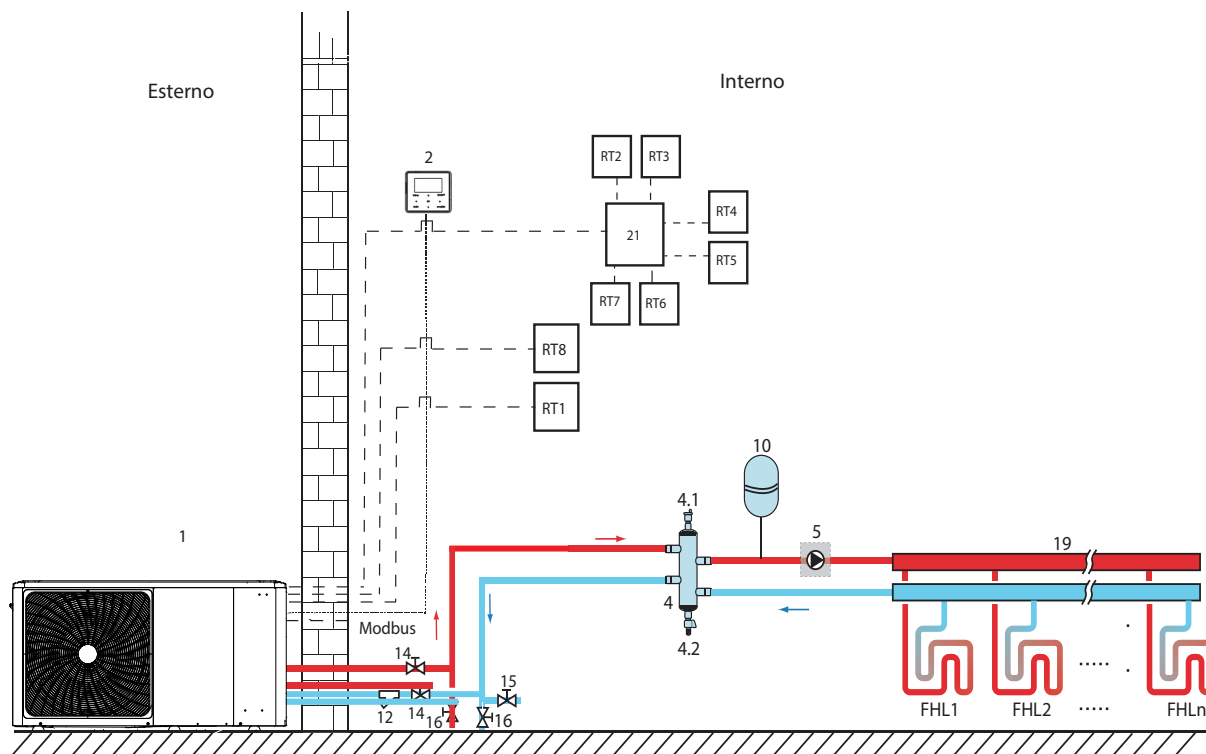 Esterno
Interno
2
RT2
RT3
RT4
21
RT5
RT7
RT6
RT8
RT1
10
4.1
1
5
19
4
Modbus
4.2
14
15
12
14
16
16
FHL1
FHL2
.....
.....
.
.
FHLn